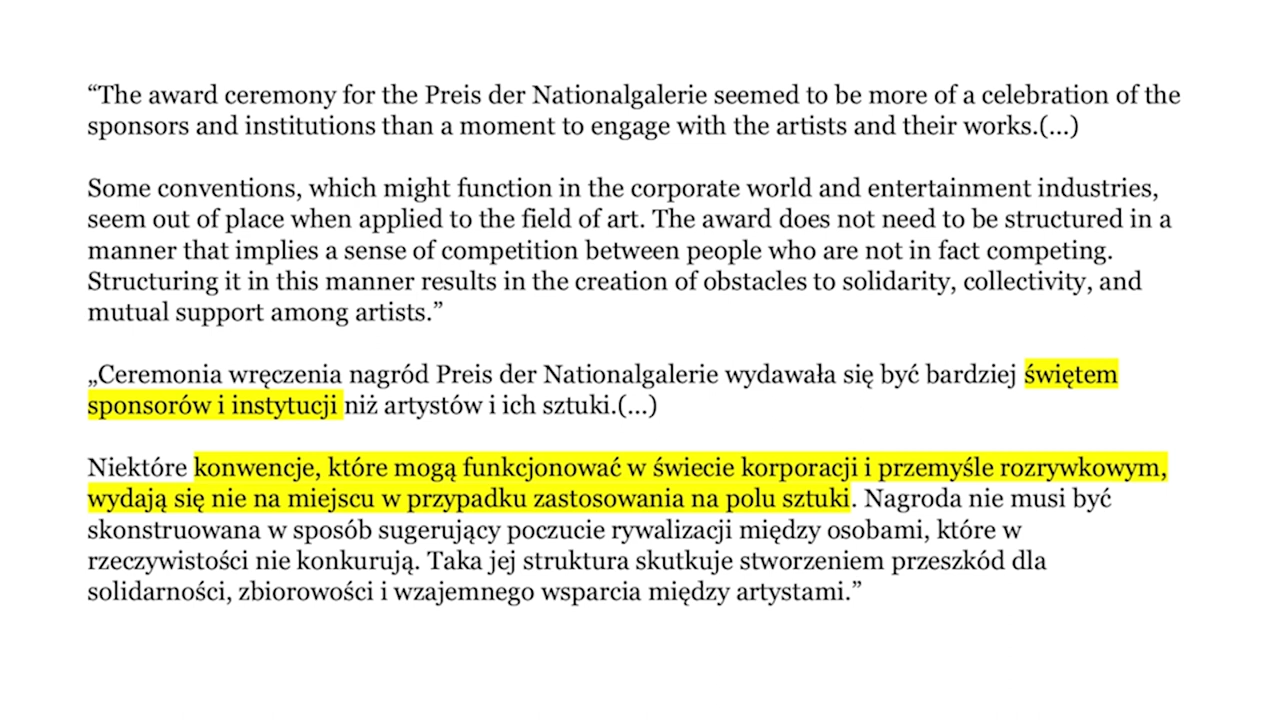 “The award ceremony for the Preis der Nationalgalerie seemed to be more of a celebration of the
sponsors and institutions than a moment to engage with the artists and their works.(...)
Some conventions, which might function in the corporate world and entertainment industries,
seem out of place when applied to the field of art. The award does not need to be structured in a
manner that implies a sense of competition between people who are not in fact competing.
Structuring it in this manner results in the creation of obstacles to solidarity, collectivity, and
mutual support among artists.”
„Ceremonia wręczenia nagród Preis der Nationalgalerie wydawała się być bardziej świętem
sponsorów i instytucji niż artystów i ich sztuki.(...)
Niektóre konwencje, które mogą funkcjonować w świecie korporacji i przemyśle rozrywkowym,
wydają się nie na miejscu w przypadku zastosowania na polu sztuki. Nagroda nie musi być
skonstruowana w sposób sugerujący poczucie rywalizacji między osobami, które w
rzeczywistości nie konkurują. Taka jej struktura skutkuje stworzeniem przeszkód dla
solidarności, zbiorowości i wzajemnego wsparcia między artystami.”